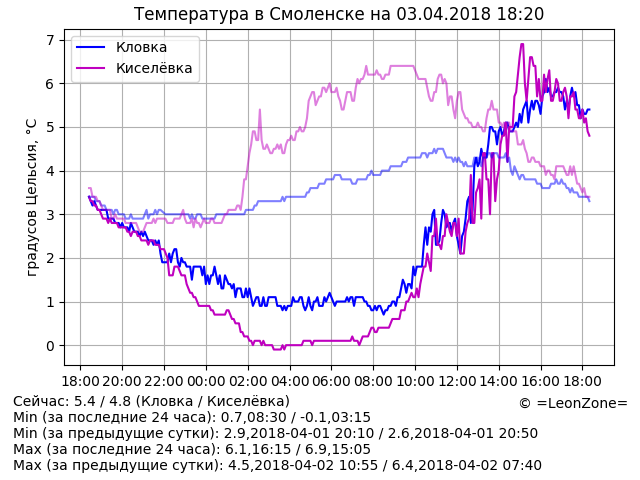 Температура в Смоленске на 03.04.2018 18:20
Кловка
Киселёвка
градусов Цельсия, °C
7
6
5
4
3
2
1
0
18:00 20:00 22:00 00:00 02:00 04:00 06:00 08:00 10:00 12:00 14:00 16:00 18:00
Сейчас: 5.4 / 4.8 (Кловка / Киселёвка)
© =LeonZone=
Min (за последние 24 часа): 0.7,08:30 / -0.1,03:15
Min (за предыдущие сутки): 2.9,2018-04-01 20:10 / 2.6,2018-04-01 20:50
Max (за последние 24 часа): 6.1,16:15 / 6.9,15:05
Max (за предыдущие сутки): 4.5,2018-04-02 10:55 / 6.4,2018-04-02 07:40